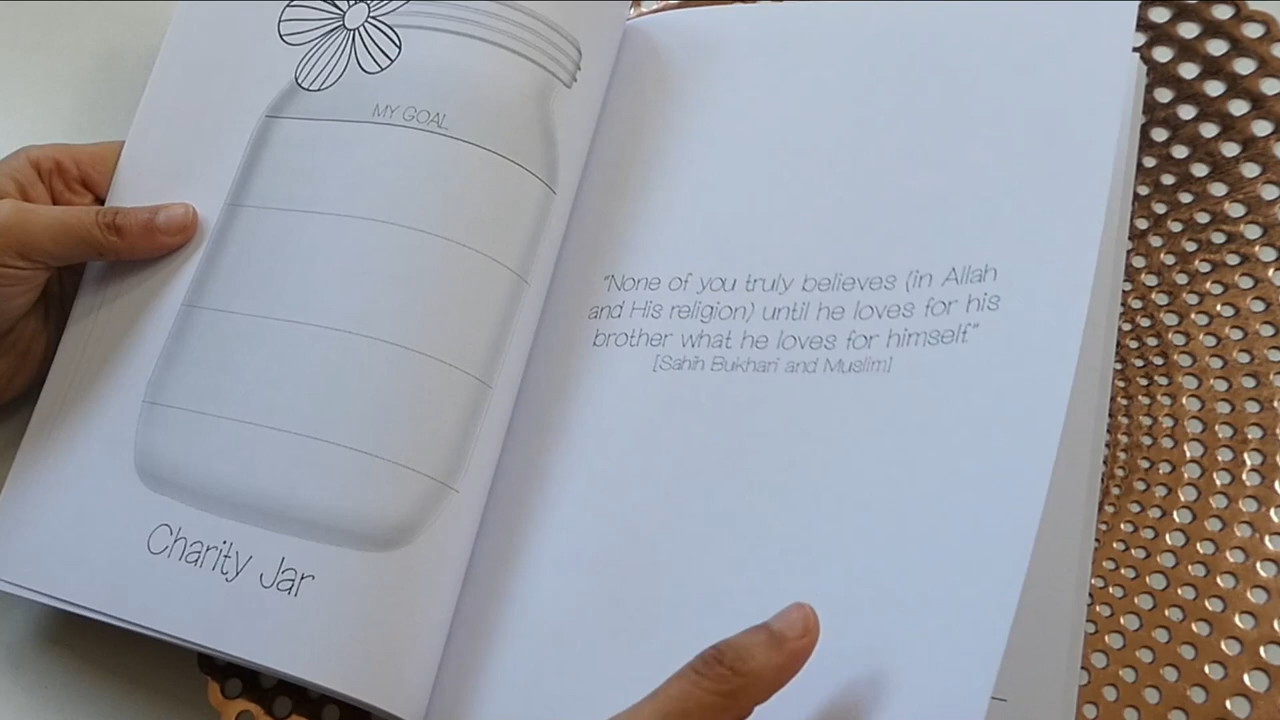 MY GOAL
Charity Jar
"None of you truly believes (in Allah
and His religion) until he loves for his
brother what he loves for himself"
[Sahih Bukhari and Muslim]